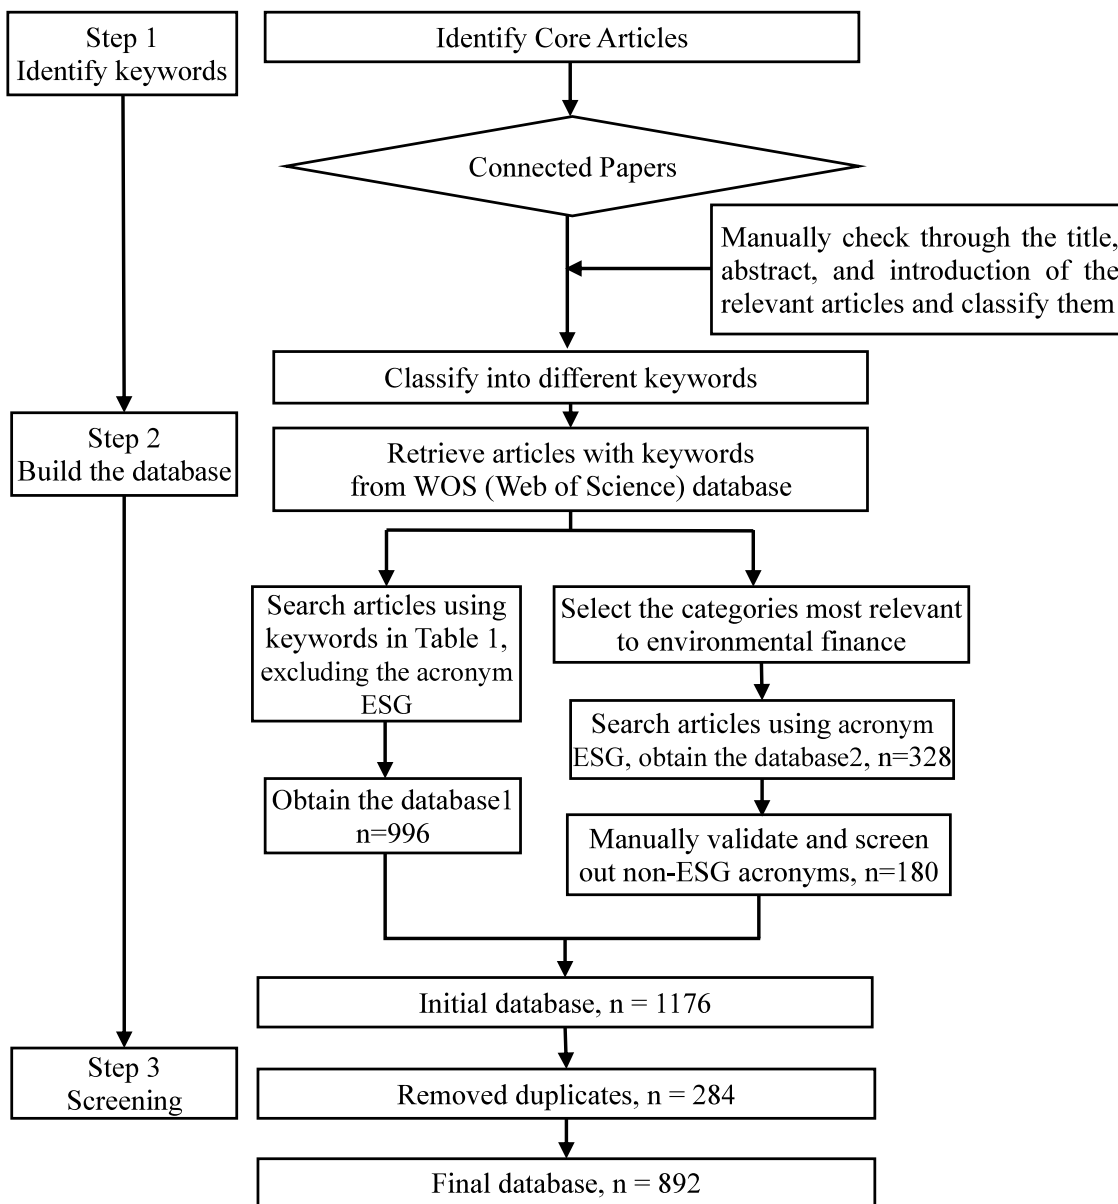 Step 1
Identify keywords
Identify Core Articles
Connected Papers
Manually check through the title,
abstract, and introduction of the
relevant articles and classify them
Classify into different keywords
Step 2
Build the database
Retrieve articles with keywords
from WOS (Web of Science) database
Search articles using
keywords in Table 1,
excluding the acronym
ESG
Select the categories most relevant
to environmental finance
Search articles using acronym
ESG, obtain the database2, n=328
Obtain the database1
n=996
Manually validate and screen
out non-ESG acronyms, n=180
Initial database, n = 1176
Step 3
Screening
Removed duplicates, n = 284
Final database, n = 892